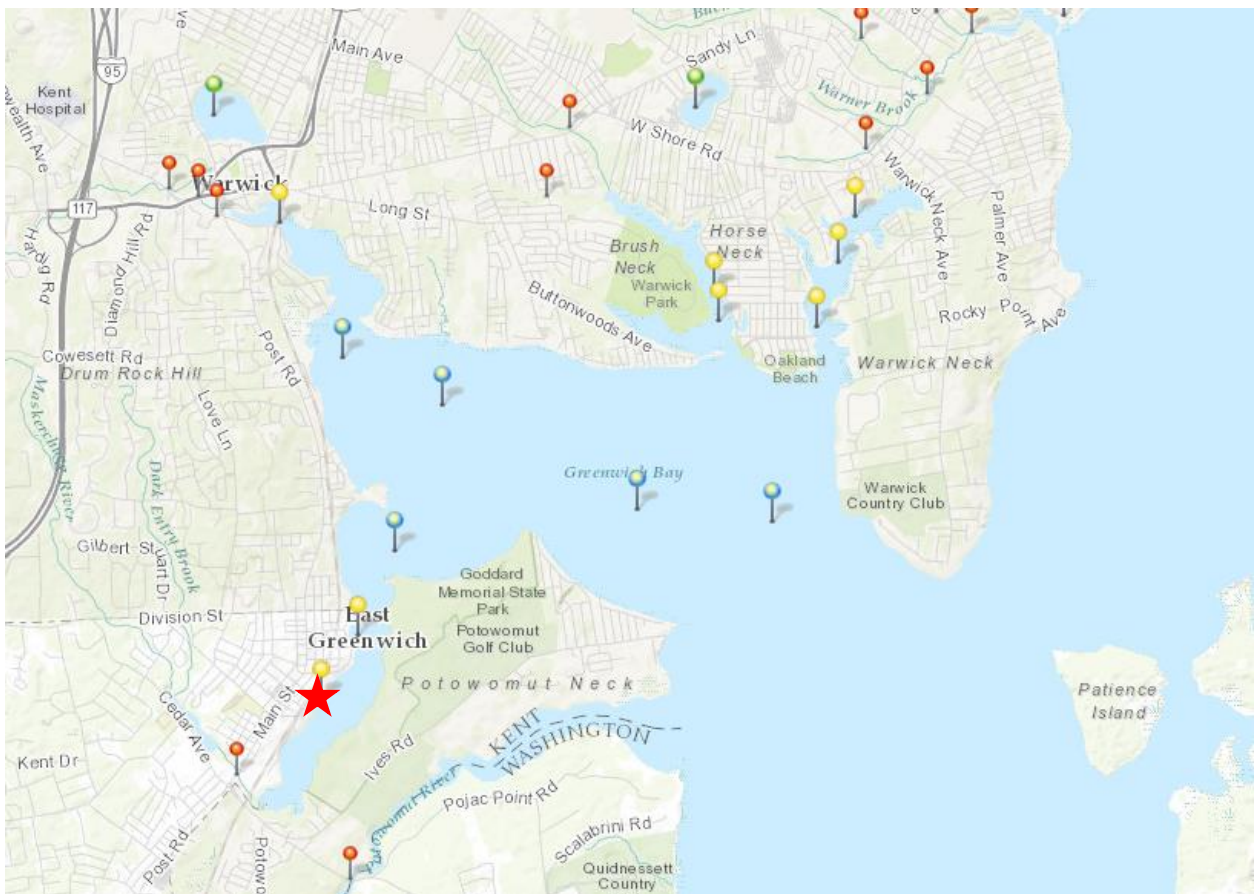 Main Ave
Sandy Ln
95
Kent
Hospital
Warner Brook
W Shore Rd
Warwick
117
Long St
Warwick Neck Ave
Palmer Ave
Diamond Hill Rd
Brush
Neck
Horse
Neck
Warwick
Park
Buttonwoods Ave
Rocky Point Ave
Post Rd
Cowesett Rd
Drum Rock Hill
Oakland
Beach
Warwick Neck
Love Ln
Maskerchugg River
Dark Entry Brook
Greenwich Bay
Warwick
Country Club
Gilbert St
uart Dr
Goddard
Memorial State
Park
Division St
East
Greenwich
Potowomut
Golf Club
Potowomut Neck
Main St
Cedar Ave
Patience
Island
KENT
WASHINGTON
Ives Rd
Kent Dr
Pojac Point Rd
Scalabrini Rd
Post Rd
Potowo
Quidnessett
Country